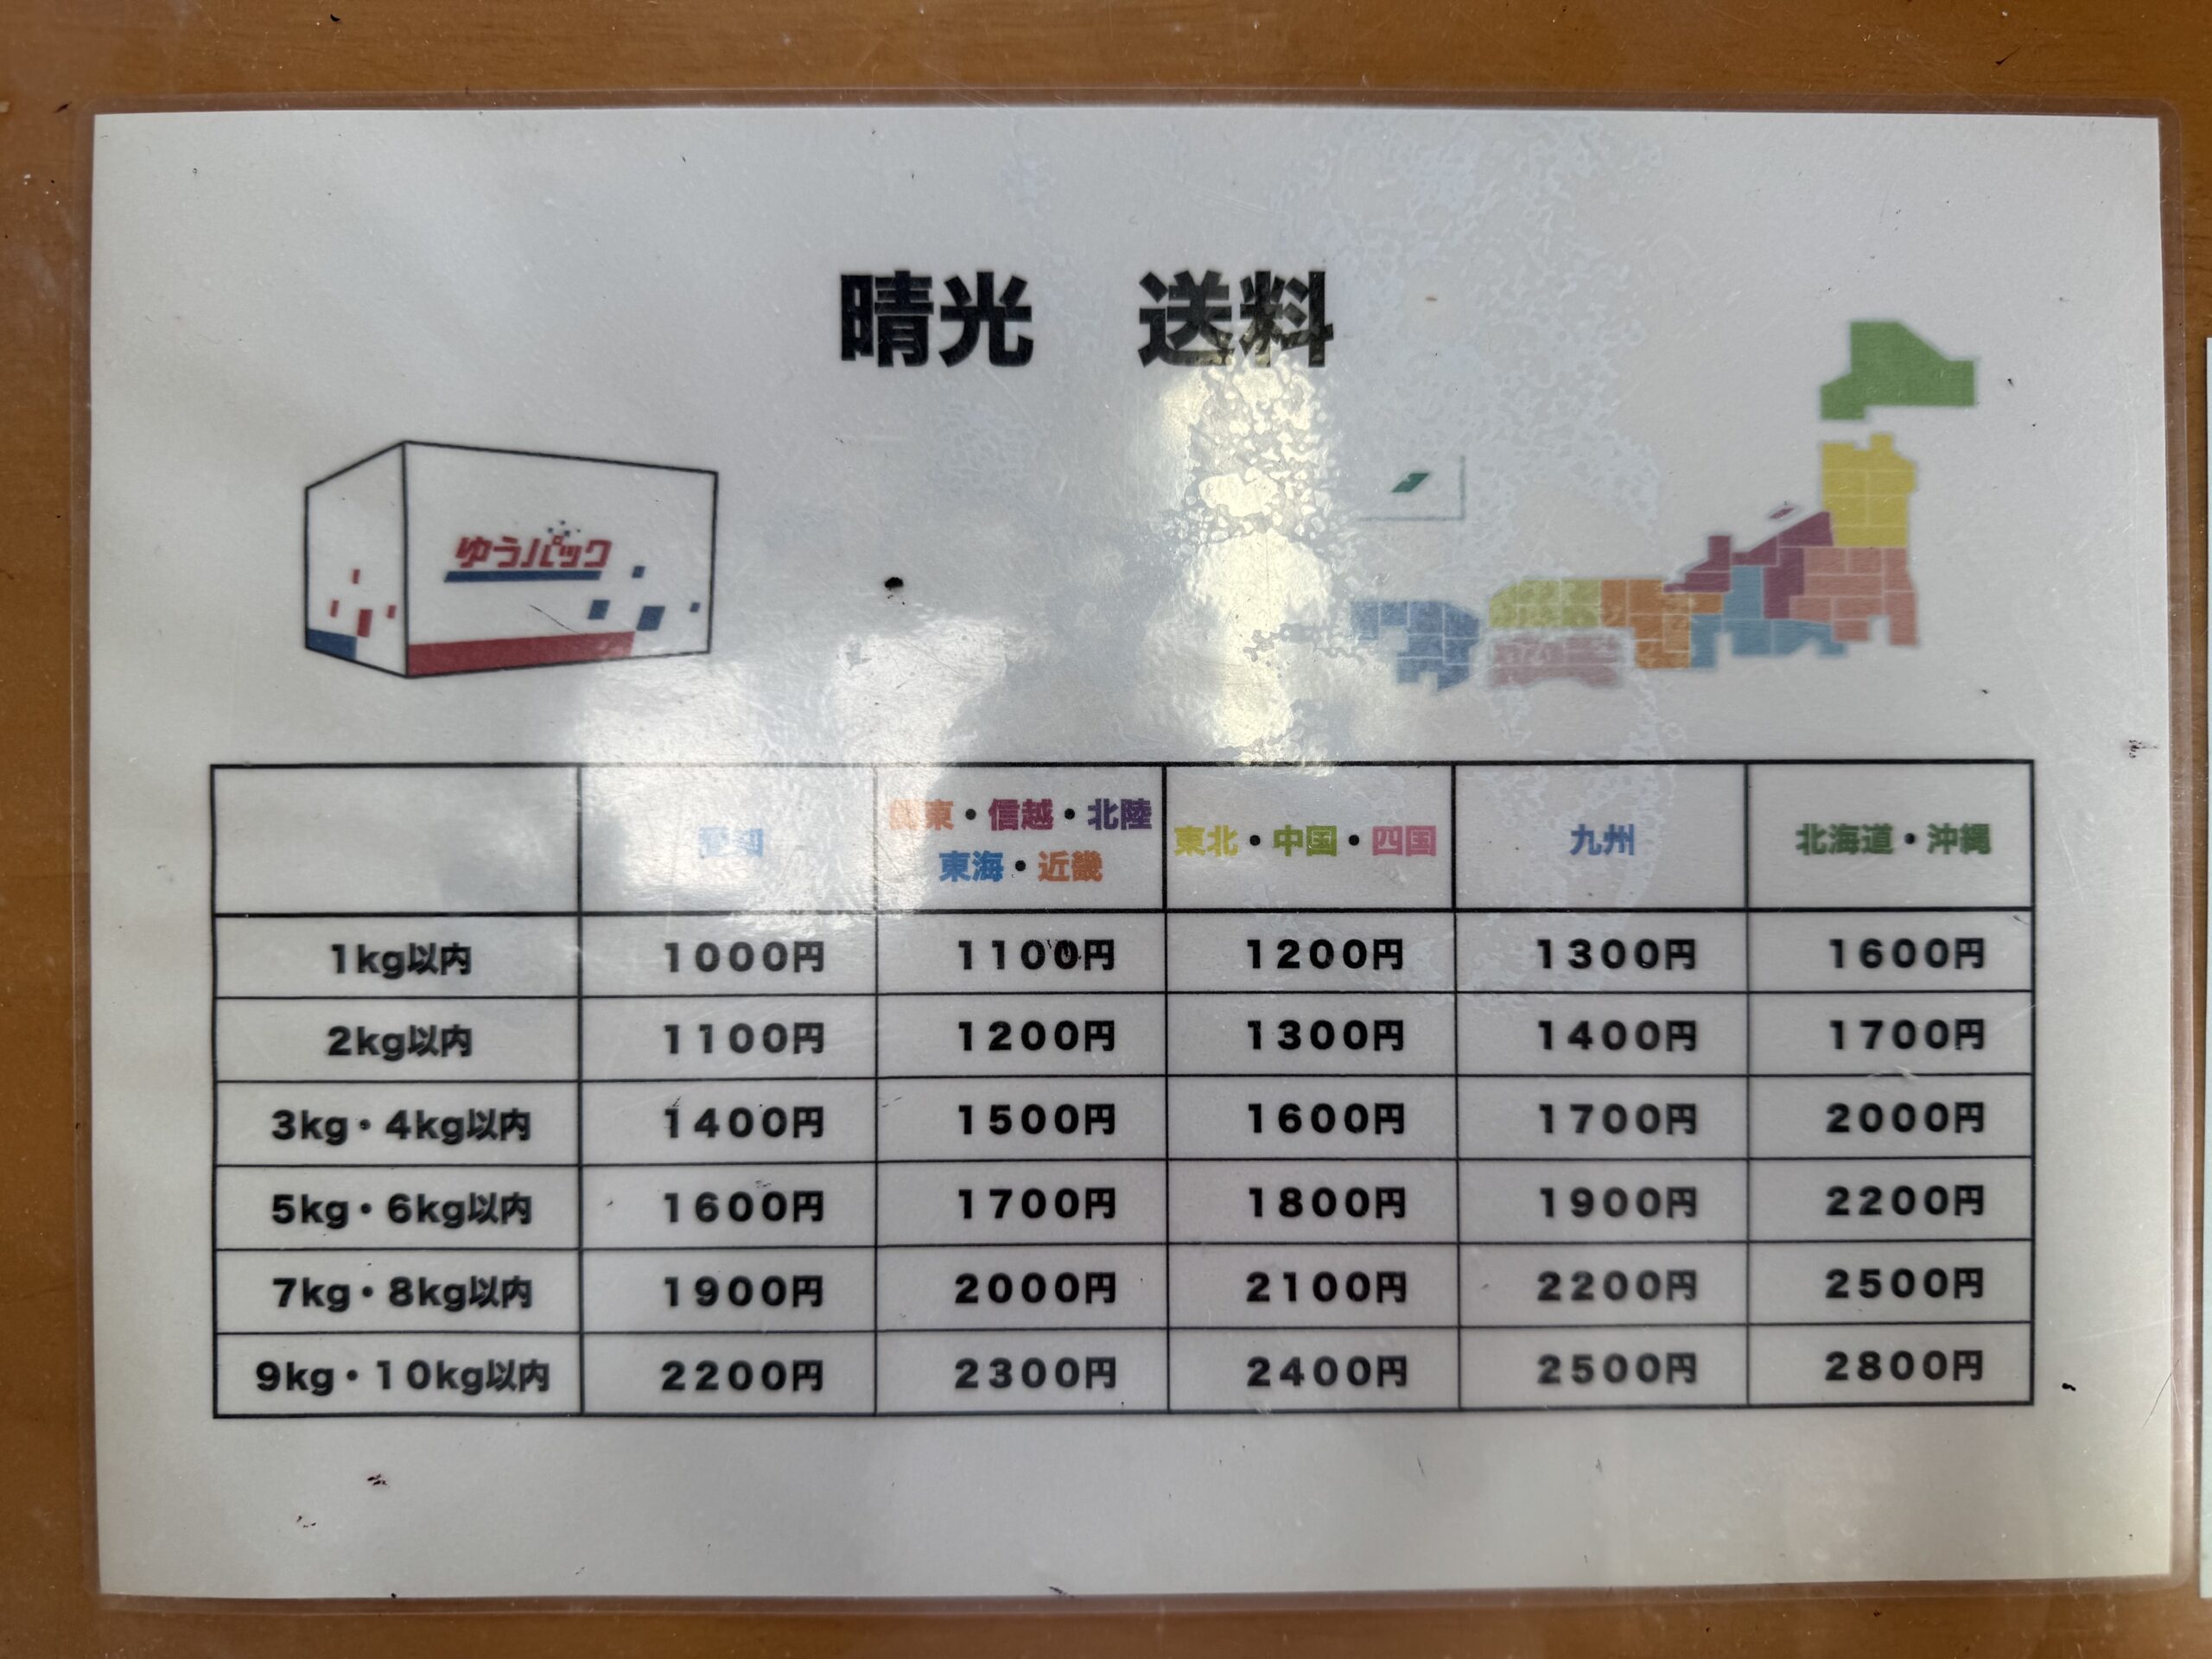 晴光　送料
ゆうパック
愛知
関東・信越・北陸
東海・近畿
東北・中国・四国
九州
北海道・沖縄
1kg以内 1000円 1100円 1200円 1300円 1600円
2kg以内 1100円 1200円 1300円 1400円 1700円
3kg・4kg以内 1400円 1500円 1600円 1700円 2000円
5kg・6kg以内 1600円 1700円 1800円 1900円 2200円
7kg・8kg以内 1900円 2000円 2100円 2200円 2500円
9kg・10kg以内 2200円 2300円 2400円 2500円 2800円